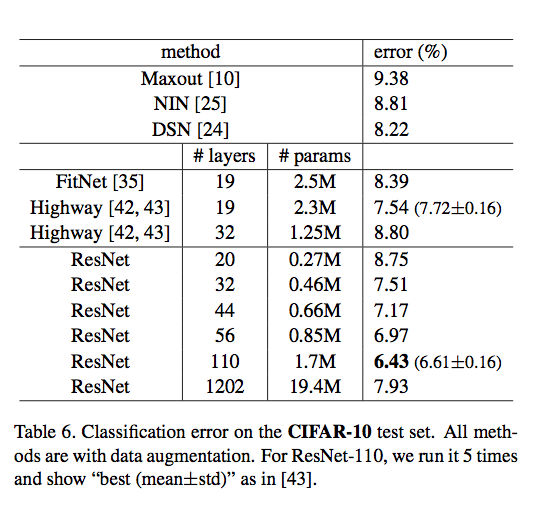 method error (%)
Maxout [10] 9.38
NIN [25] 8.81
DSN [24] 8.22
# layers # params
FitNet [35] 19 2.5M 8.39
Highway [42, 43] 19 2.3M 7.54 (7.72±0.16)
Highway [42, 43] 32 1.25M 8.80
ResNet 20 0.27M 8.75
ResNet 32 0.46M 7.51
ResNet 44 0.66M 7.17
ResNet 56 0.85M 6.97
ResNet 110 1.7M 6.43 (6.61±0.16)
ResNet 1202 19.4M 7.93
Table 6. Classification error on the CIFAR-10 test set. All meth-
ods are with data augmentation. For ResNet-110, we run it 5 times
and show “best (mean±std)” as in [43].